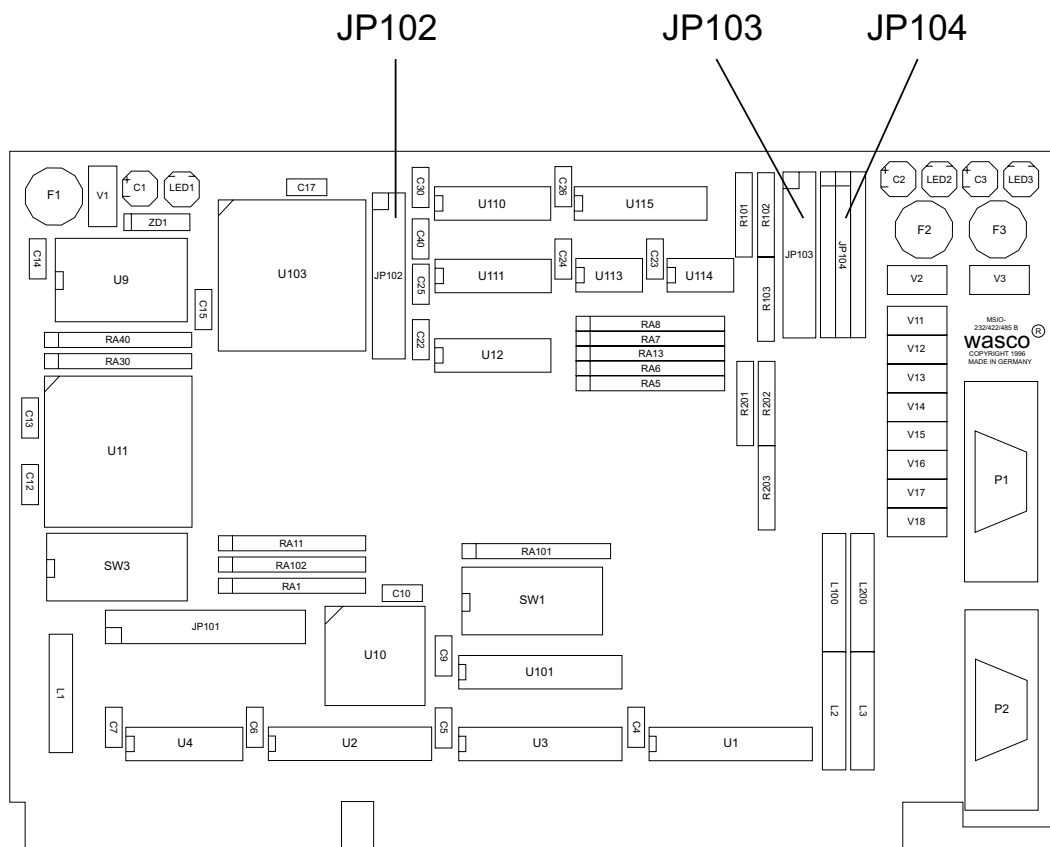 JP102
JP103
JP104
F1
V1
C1
LED1
ZD1
C17
C30
C26
U110
U115
R101
R102
C2
LED2
C3
LED3
F2
F3
C14
U9
C15
U103
JP102
C40
C25
U111
C24
U113
C23
U114
JP103
JP104
R103
V2
V3
RA40
RA30
C22
U12
RA8
RA7
RA13
RA6
RA5
V11
V12
V13
V14
V15
V16
V17
V18
MSIO-
232/422/485 B
wasco ®
COPYRIGHT 1996
MADE IN GERMANY
C13
C12
U11
R201
R202
R203
P1
SW3
RA11
RA102
RA1
RA101
C10
SW1
L100
L200
JP101
U10
C9
U101
L1
L2
L3
P2
C7
U4
C6
U2
C5
U3
C4
U1